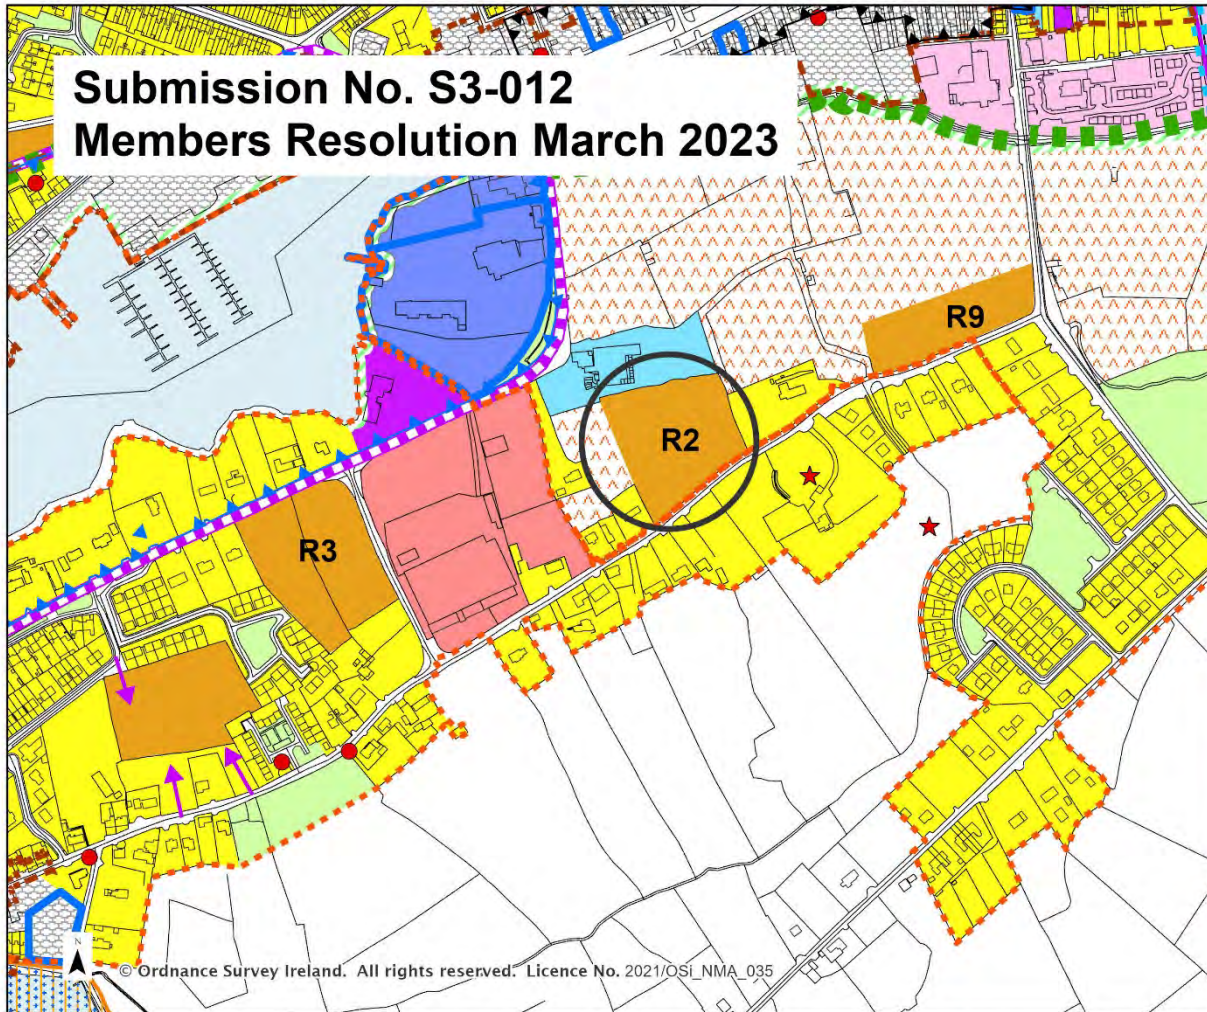 Submission No. S3-012
Members Resolution March 2023
R9
R2
R3
N
© Ordnance Survey Ireland. All rights reserved. Licence No. 2021/OSi_NMA_035